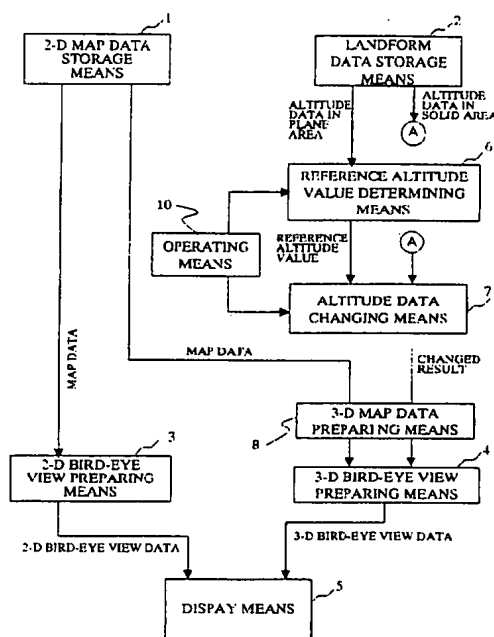 1
2-D MAP DATA
STORAGE
MEANS
2
LANDFORM
DATA STORAGE
MEANS
ALTITUDE
DATA IN
PLANE AREA
ALTITUDE
DATA IN
SOLID AREA
A
6
REFERENCE ALTITUDE
VALUE DETERMINING
MEANS
10
OPERATING
MEANS
REFERENCE
ALTITUDE
VALUE
A
7
ALTITUDE DATA
CHANGING MEANS
MAP DATA
MAP DATA
CHANGED
RESULT
8
3-D MAP DATA
PREPARING MEANS
3
2-D BIRD-EYE
VIEW PREPARING
MEANS
4
3-D BIRD-EYE VIEW
PREPARING MEANS
2-D BIRD-EYE VIEW DATA
3-D BIRD-EYE VIEW DATA
5
DISPAY MEANS